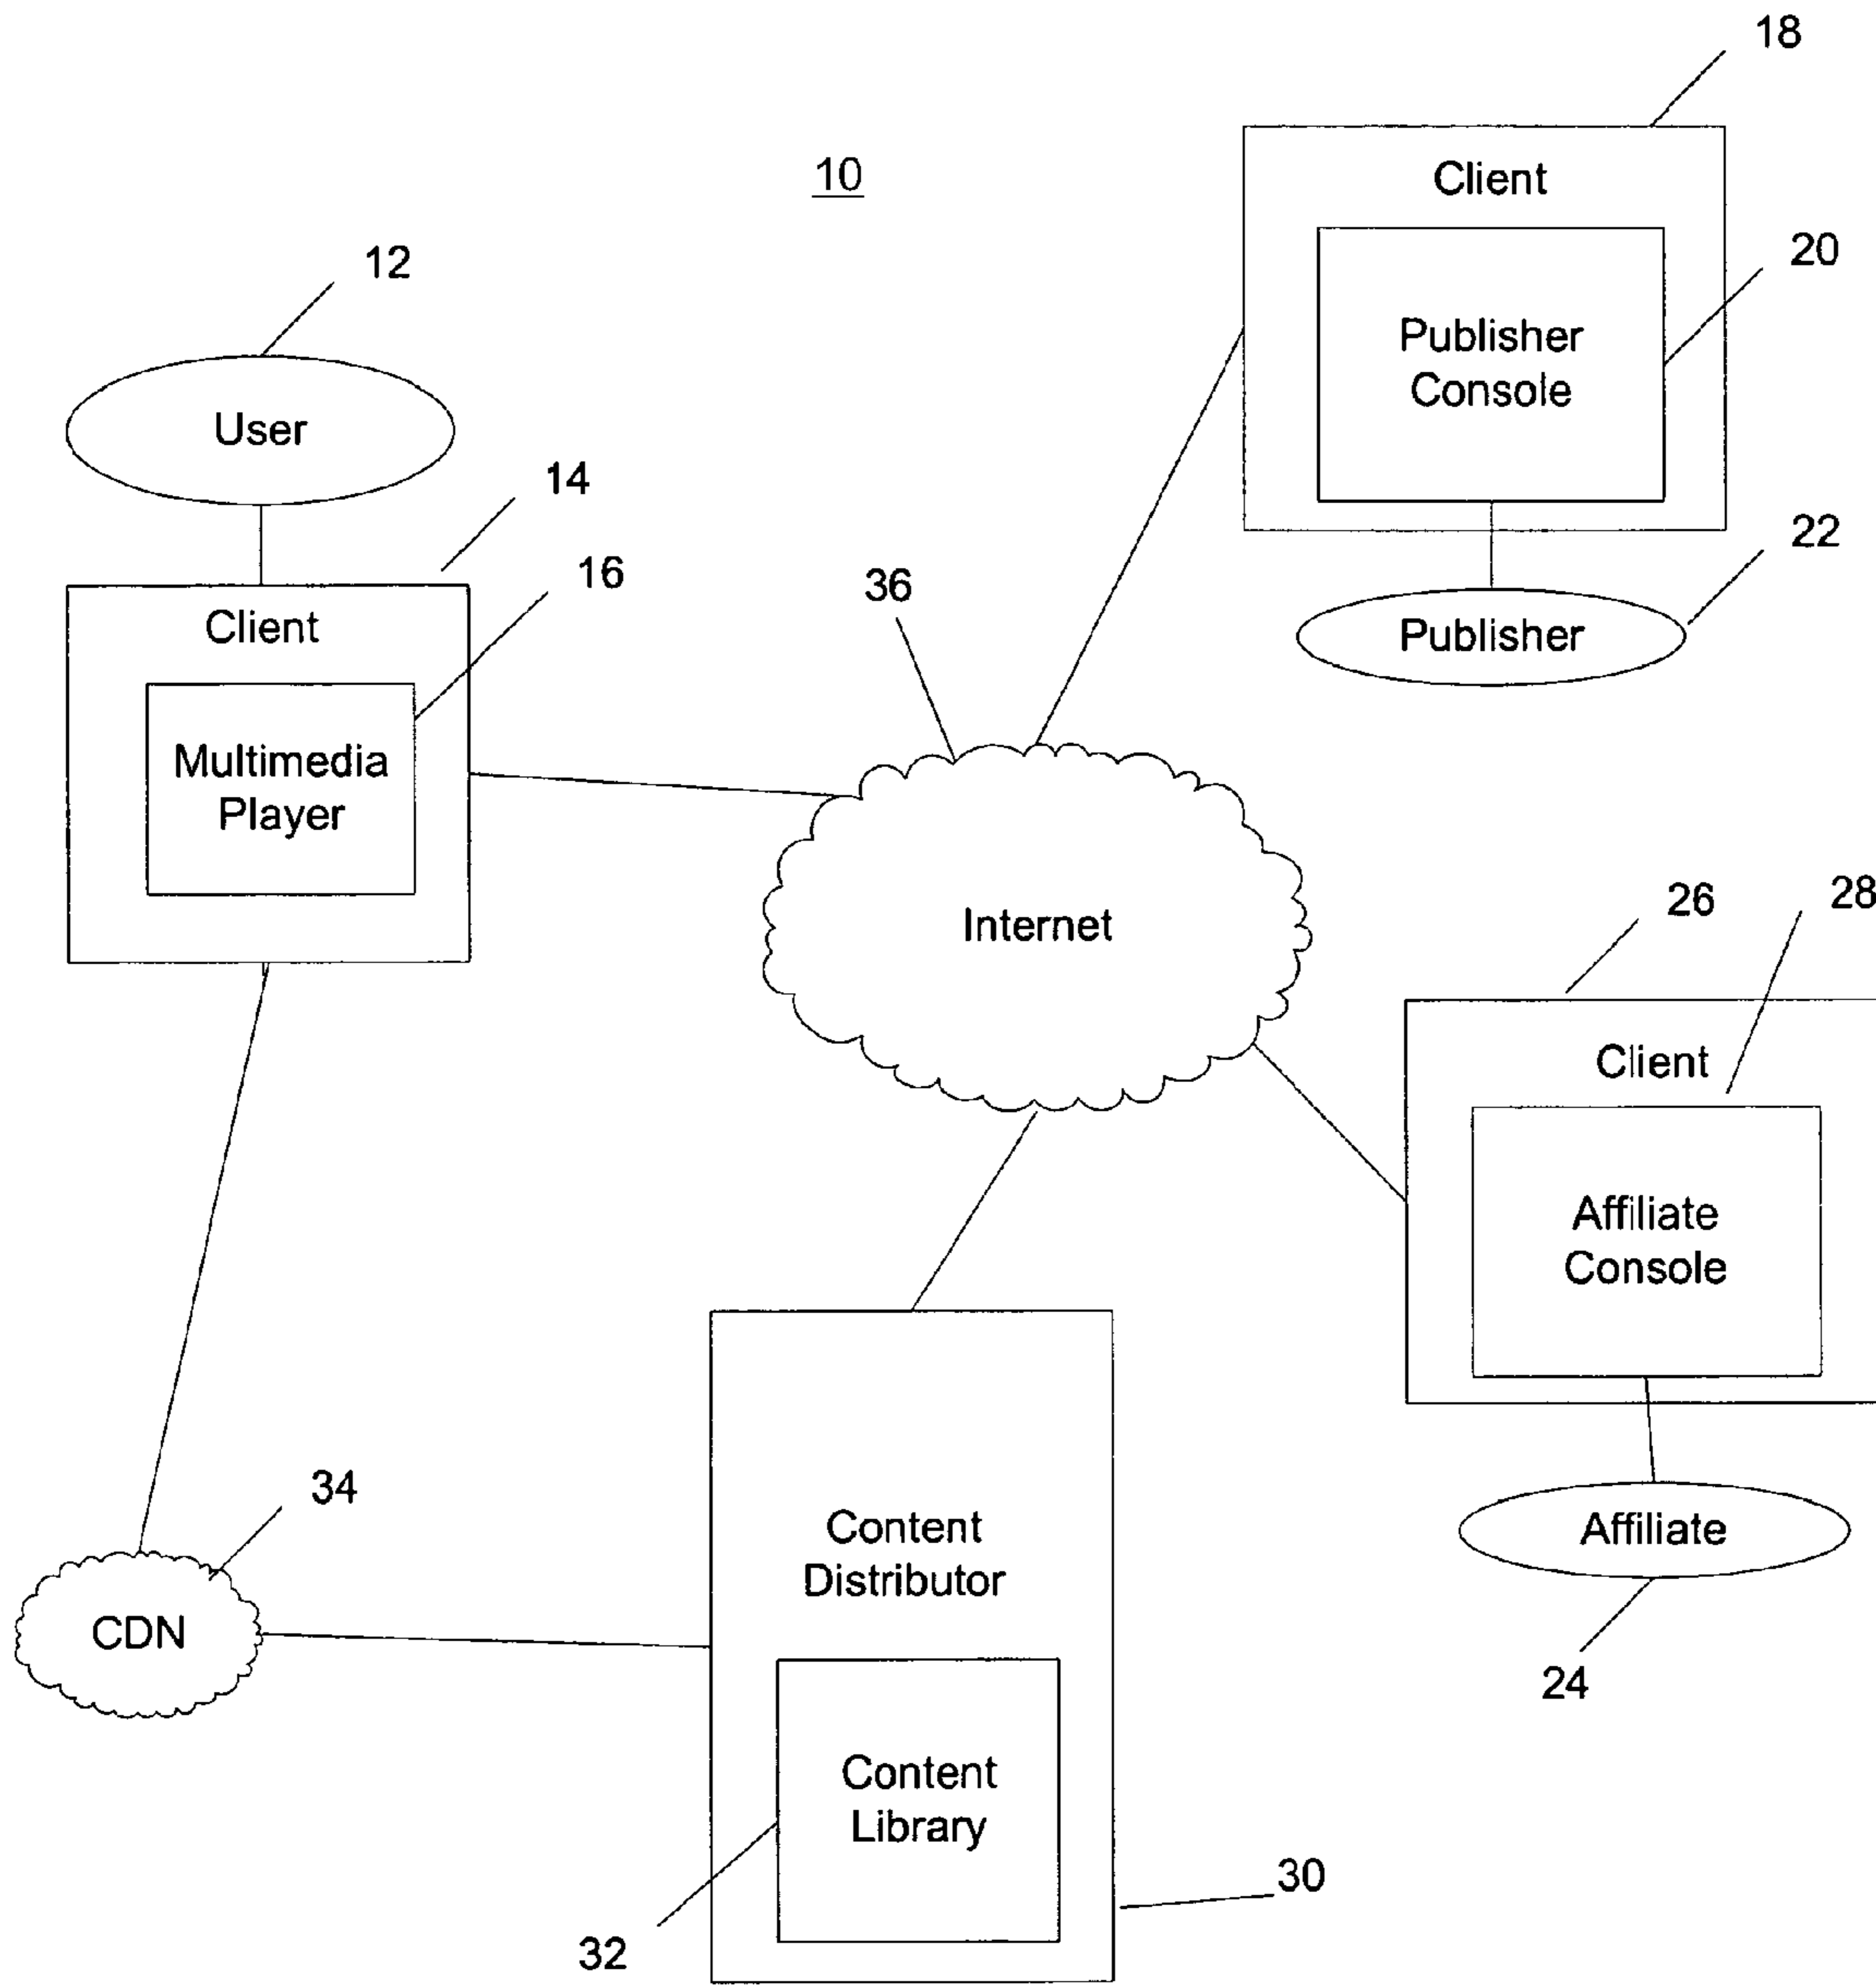 18
10
Client
20
12
Publisher
Console
User
14
22
16
36
Client
Publisher
Multimedia
Player
26
28
Internet
Client
Affiliate
Console
34
Content
Distributor
Affiliate
CDN
24
Content
Library
30
32